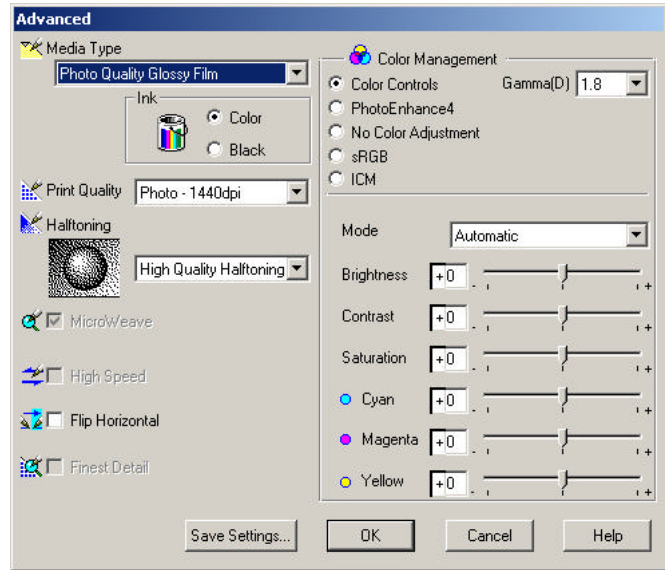 Advanced
Media Type
Photo Quality Glossy Film
Ink
Color
Black
Print Quality
Photo - 1440dpi
Halftoning
High Quality Halftoning
MicroWeave
High Speed
Flip Horizontal
Finest Detail
Color Management
Color Controls
Gamma(D) 1.8
PhotoEnhance4
No Color Adjustment
sRGB
ICM
Mode Automatic
Brightness +0 - +
Contrast +0 - +
Saturation +0 - +
Cyan +0 - +
Magenta +0 - +
Yellow +0 - +
Save Settings... OK Cancel Help